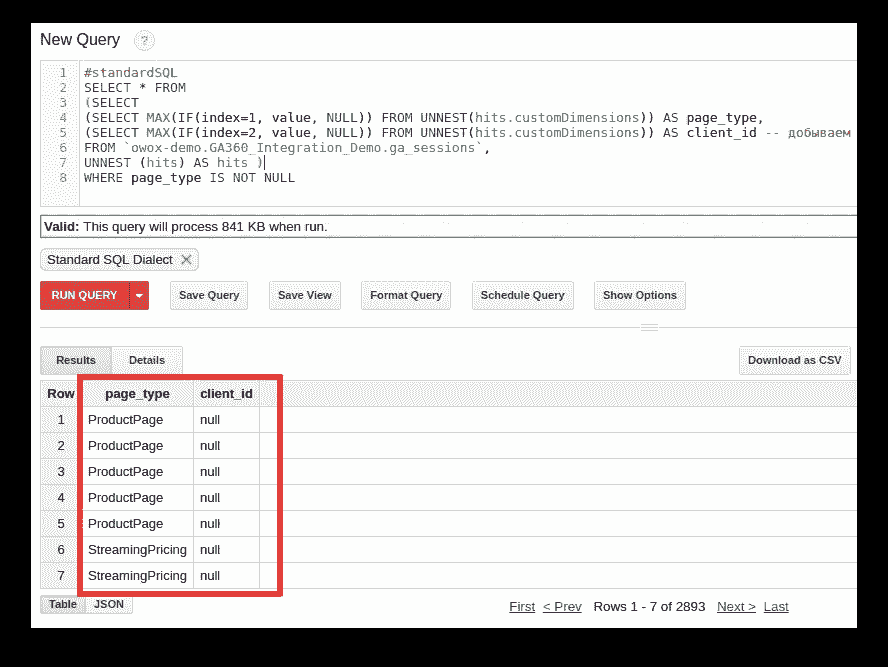 New Query ?
1 #standardSQL
2 SELECT * FROM
3 (SELECT
4 (SELECT MAX(IF(index=1, value, NULL)) FROM UNNEST(hits.customDimensions)) AS page_type,
5 (SELECT MAX(IF(index=2, value, NULL)) FROM UNNEST(hits.customDimensions)) AS client_id -- добываем
6 FROM `owox-demo.GA360_Integration_Demo.ga_sessions`,
7 UNNEST (hits) AS hits )
8 WHERE page_type IS NOT NULL
Valid: This query will process 841 KB when run.
Standard SQL Dialect
RUN QUERY Save Query Save View Format Query Schedule Query Show Options
Results Details Download as CSV
Row page_type client_id
1 ProductPage null
2 ProductPage null
3 ProductPage null
4 ProductPage null
5 ProductPage null
6 StreamingPricing null
7 StreamingPricing null
Table JSON First < Prev Rows 1 - 7 of 2893 Next > Last